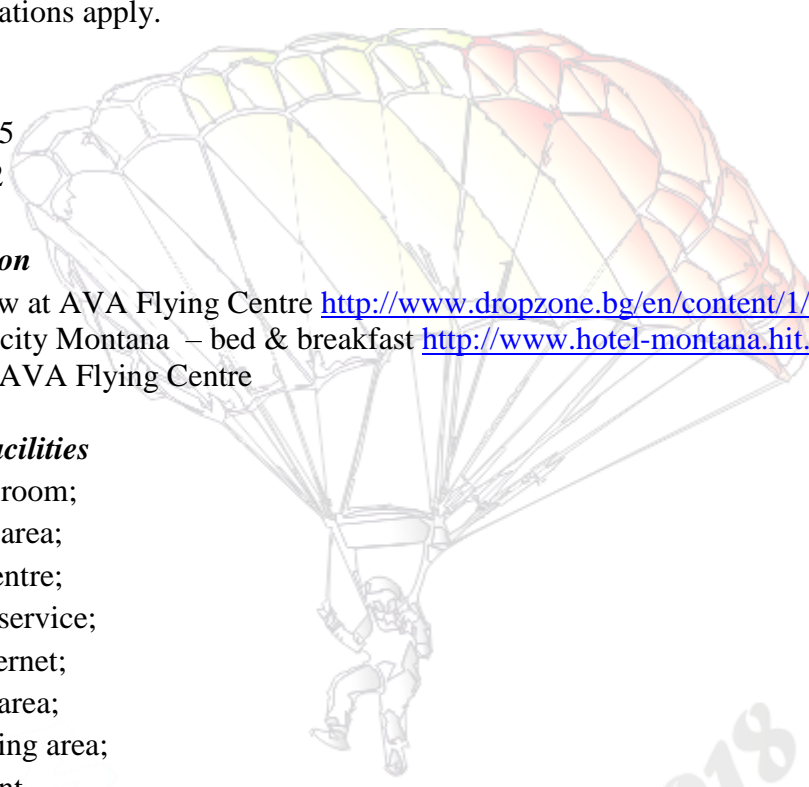 ations apply.
5
2
on
w at AVA Flying Centre http://www.dropzone.bg/en/content/1/
city Montana – bed & breakfast http://www.hotel-montana.hit.
AVA Flying Centre
acilities
room;
area;
entre;
service;
ernet;
area;
ing area;
2018